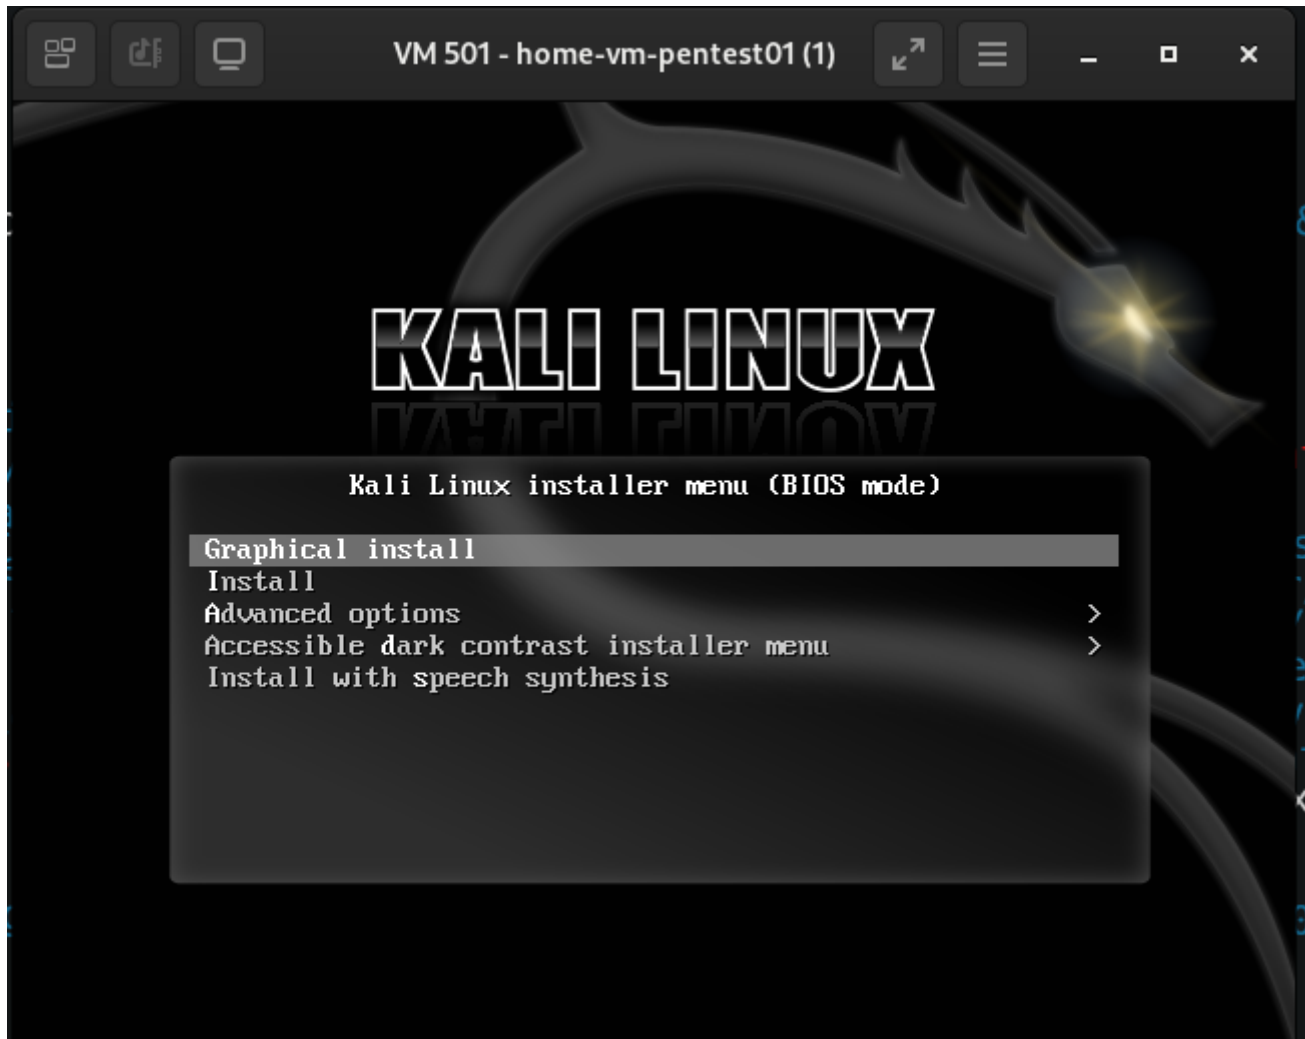 VM 501 - home-vm-pentest01 (1)
KALI LINUX
Kali Linux installer menu (BIOS mode)
Graphical install
Install
Advanced options >
Accessible dark contrast installer menu >
Install with speech synthesis